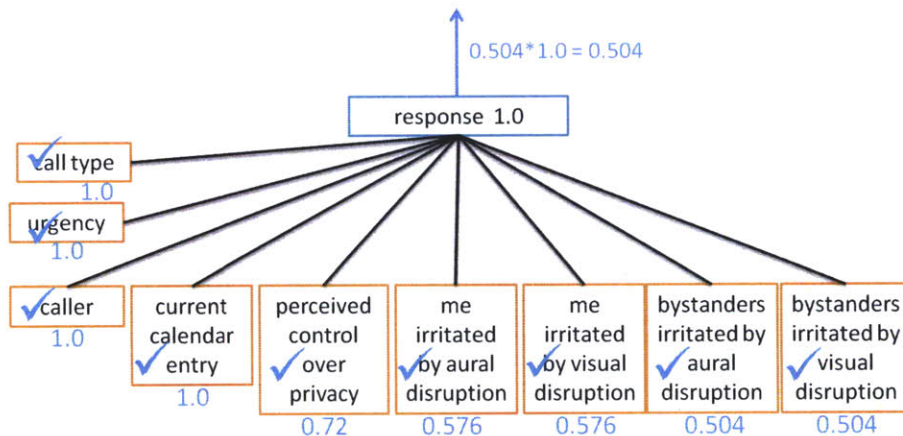 0.504*1.0 = 0.504
response 1.0
call type
1.0
urgency
1.0
caller
1.0
current
calendar
entry
1.0
perceived
control
over
privacy
0.72
me
irritated
by aural
disruption
0.576
me
irritated
by visual
disruption
0.576
bystanders
irritated by
aural
disruption
0.504
bystanders
irritated by
visual
disruption
0.504